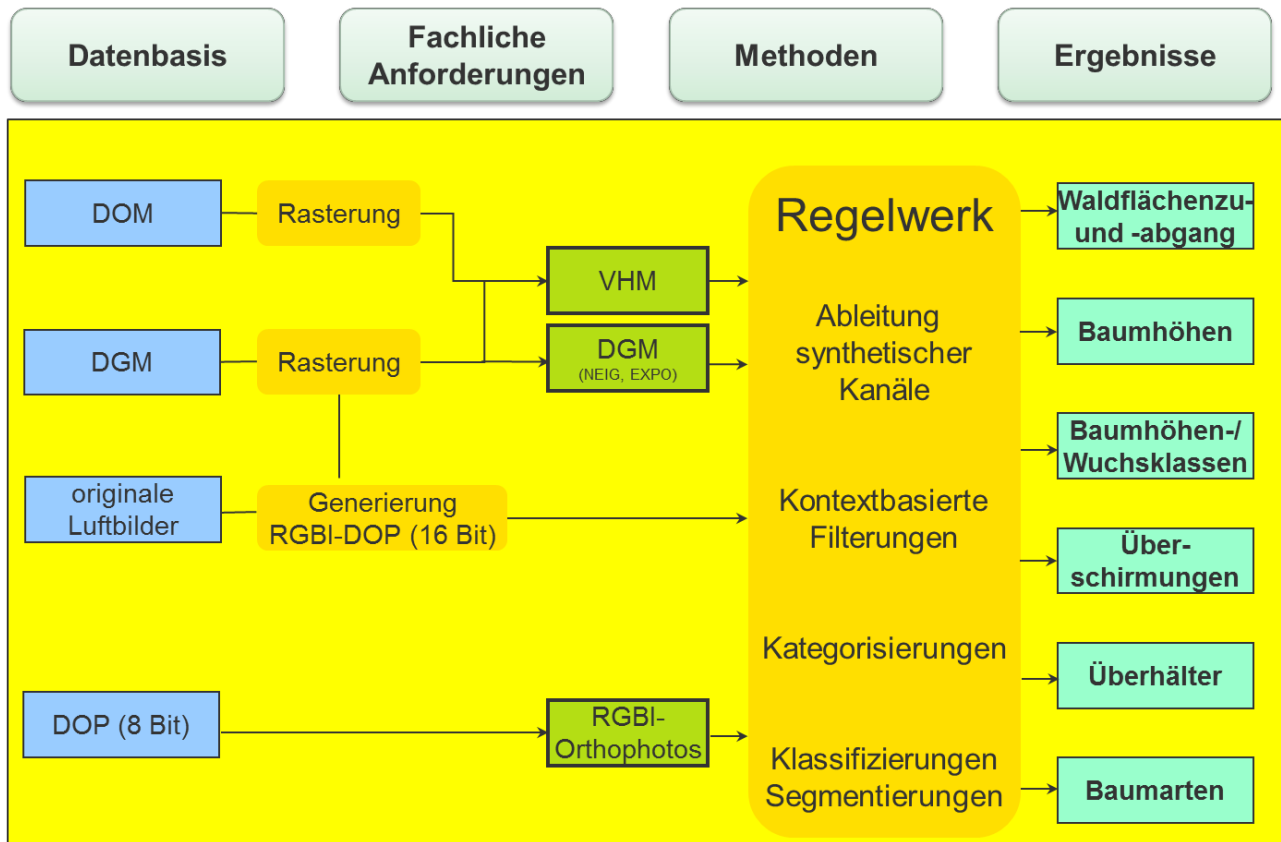 Datenbasis
Fachliche
Anforderungen
Methoden
Ergebnisse
DOM
Rasterung
DGM
Rasterung
originale
Luftbilder
Generierung
RGBI-DOP (16 Bit)
DOP (8 Bit)
VHM
DGM
(NEIG, EXPO)
RGBI-
Orthophotos
Regelwerk
Ableitung
synthetischer
Kanäle
Kontextbasierte
Filterungen
Kategorisierungen
Klassifizierungen
Segmentierungen
Waldflächenzu-
und -abgang
Baumhöhen
Baumhöhen-/
Wuchsklassen
Über-
schirmungen
Überhälter
Baumarten